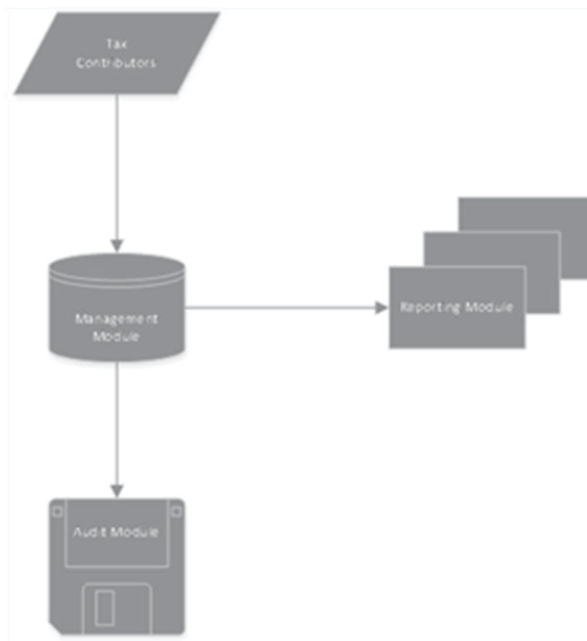 Tax
Contributors
Management
Module
Reporting Module
Audit Module